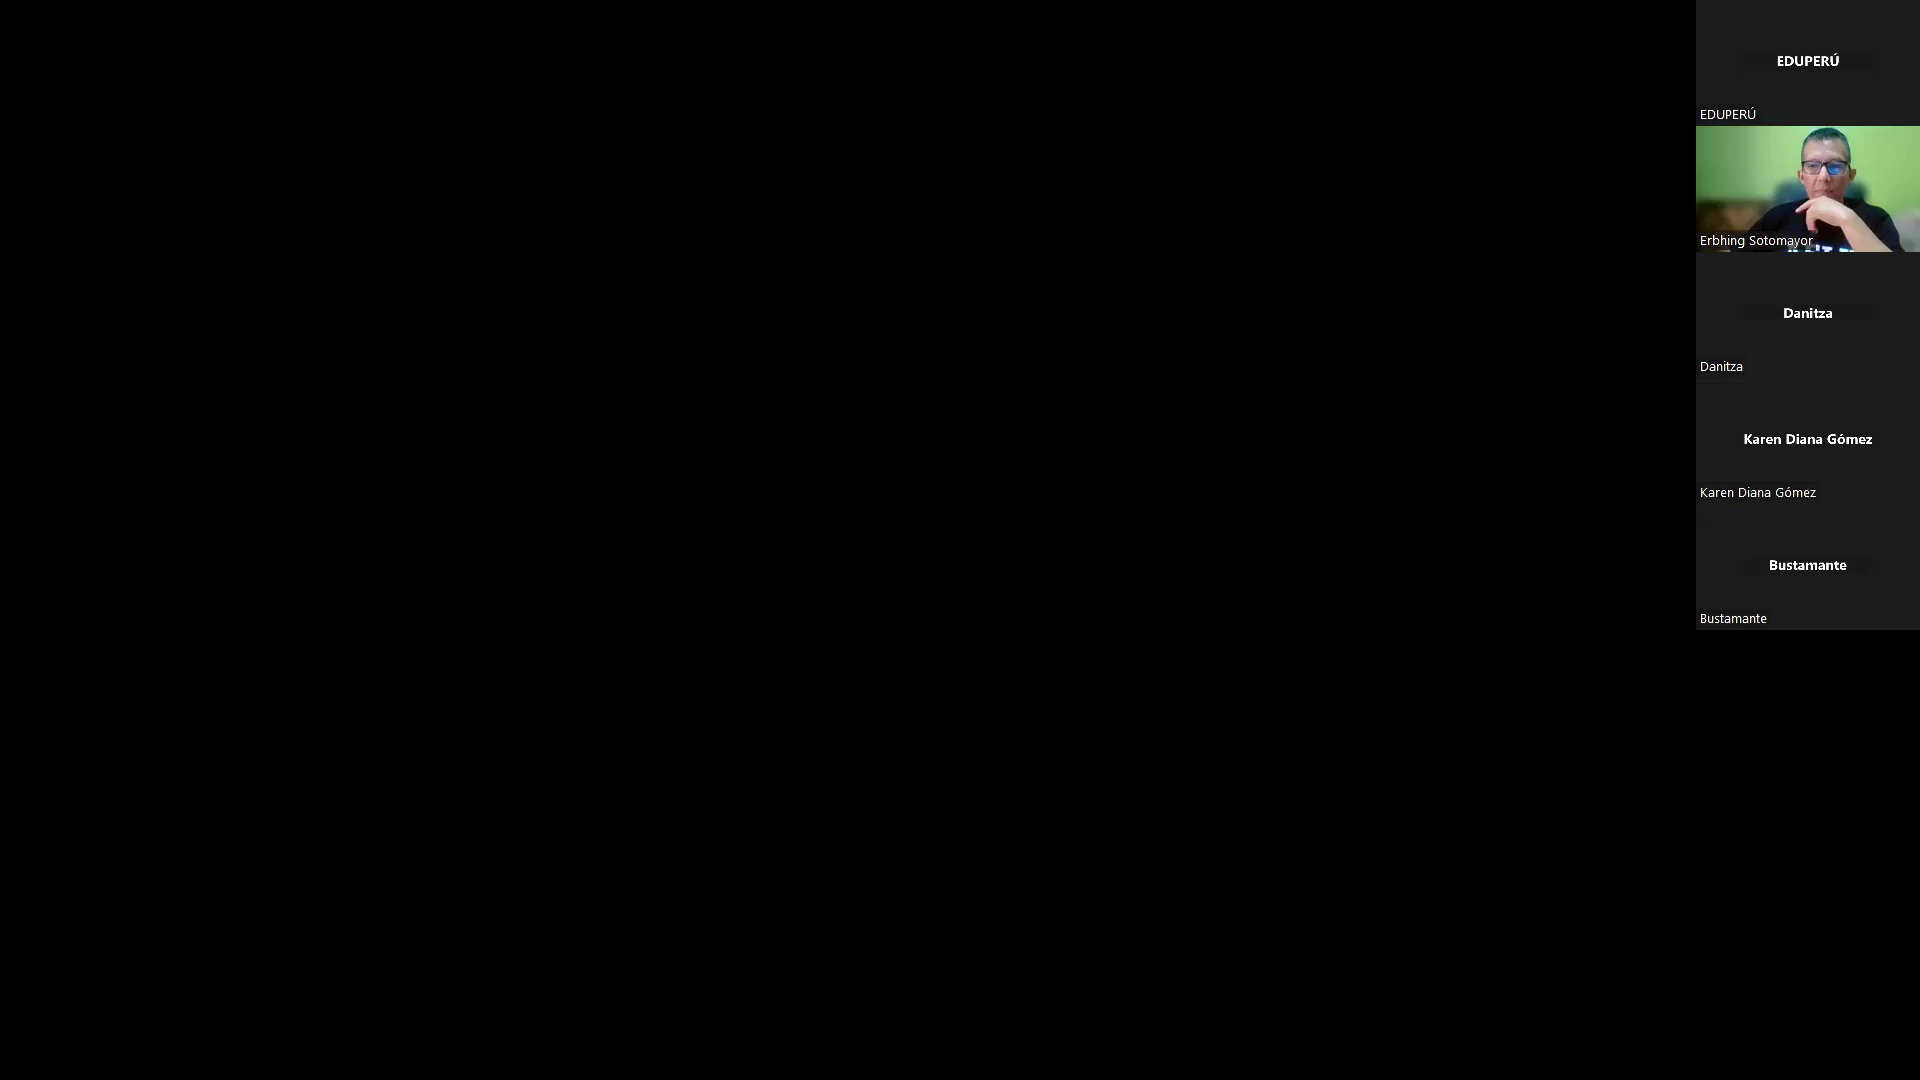 EDUPERÚ
EDUPERÚ
Erbhing Sotomayor
Danitza
Danitza
Karen Diana Gómez
Karen Diana Gómez
Bustamante
Bustamante